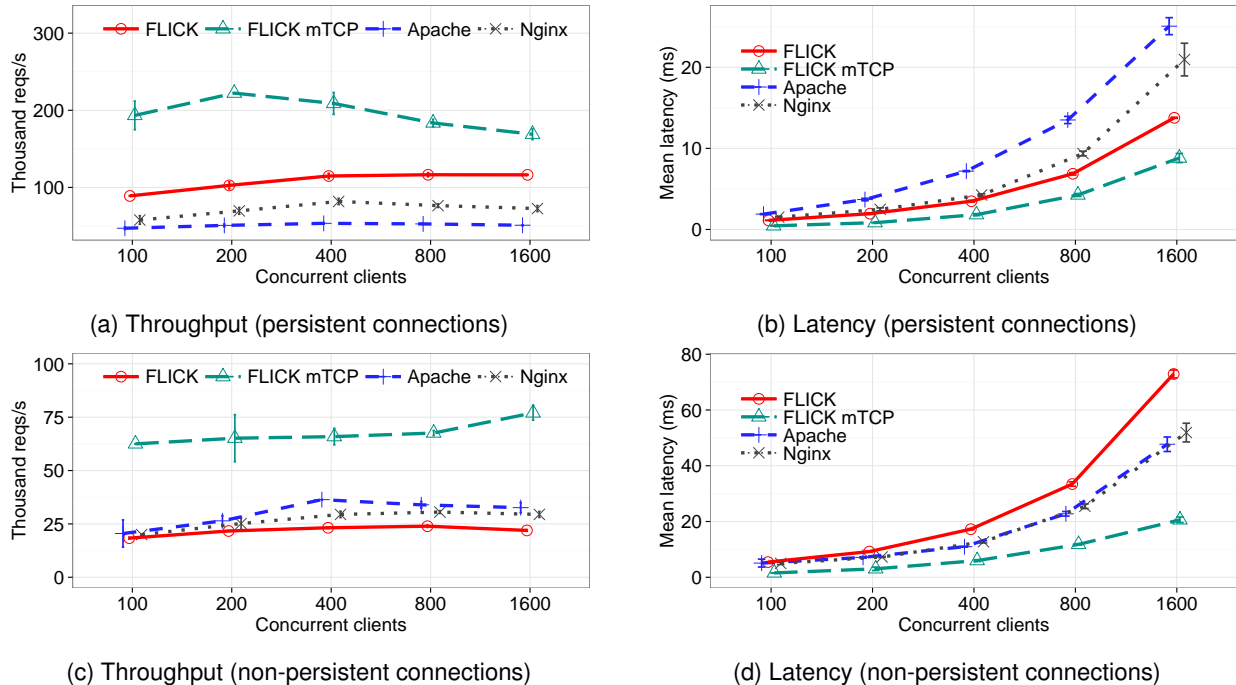 FLICK FLICK mTCP Apache Nginx
300
200
100
Thousand reqs/s
100 200 400 800 1600
Concurrent clients
(a) Throughput (persistent connections)
FLICK
FLICK mTCP
Apache
Nginx
20
10
0
Mean latency (ms)
100 200 400 800 1600
Concurrent clients
(b) Latency (persistent connections)
100
FLICK FLICK mTCP Apache Nginx
75
50
25
0
Thousand reqs/s
100 200 400 800 1600
Concurrent clients
(c) Throughput (non-persistent connections)
80
FLICK
FLICK mTCP
Apache
Nginx
60
40
20
0
Mean latency (ms)
100 200 400 800 1600
Concurrent clients
(d) Latency (non-persistent connections)